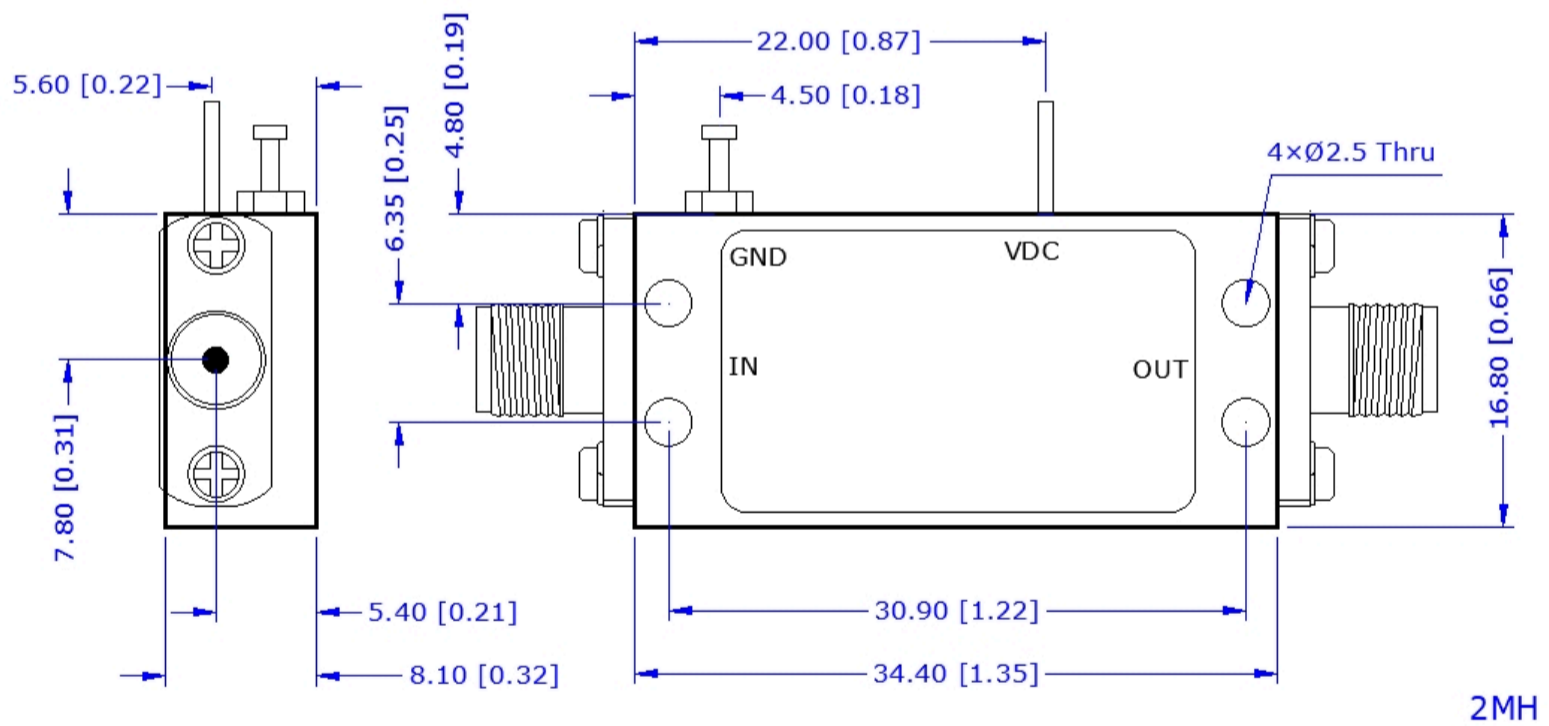 22.00 [0.87]
5.60 [0.22]
4.80 [0.19]
4.50 [0.18]
6.35 [0.25]
4×Ø2.5 Thru
GND
VDC
IN
OUT
16.80 [0.66]
7.80 [0.31]
5.40 [0.21]
30.90 [1.22]
8.10 [0.32]
34.40 [1.35]
2MH